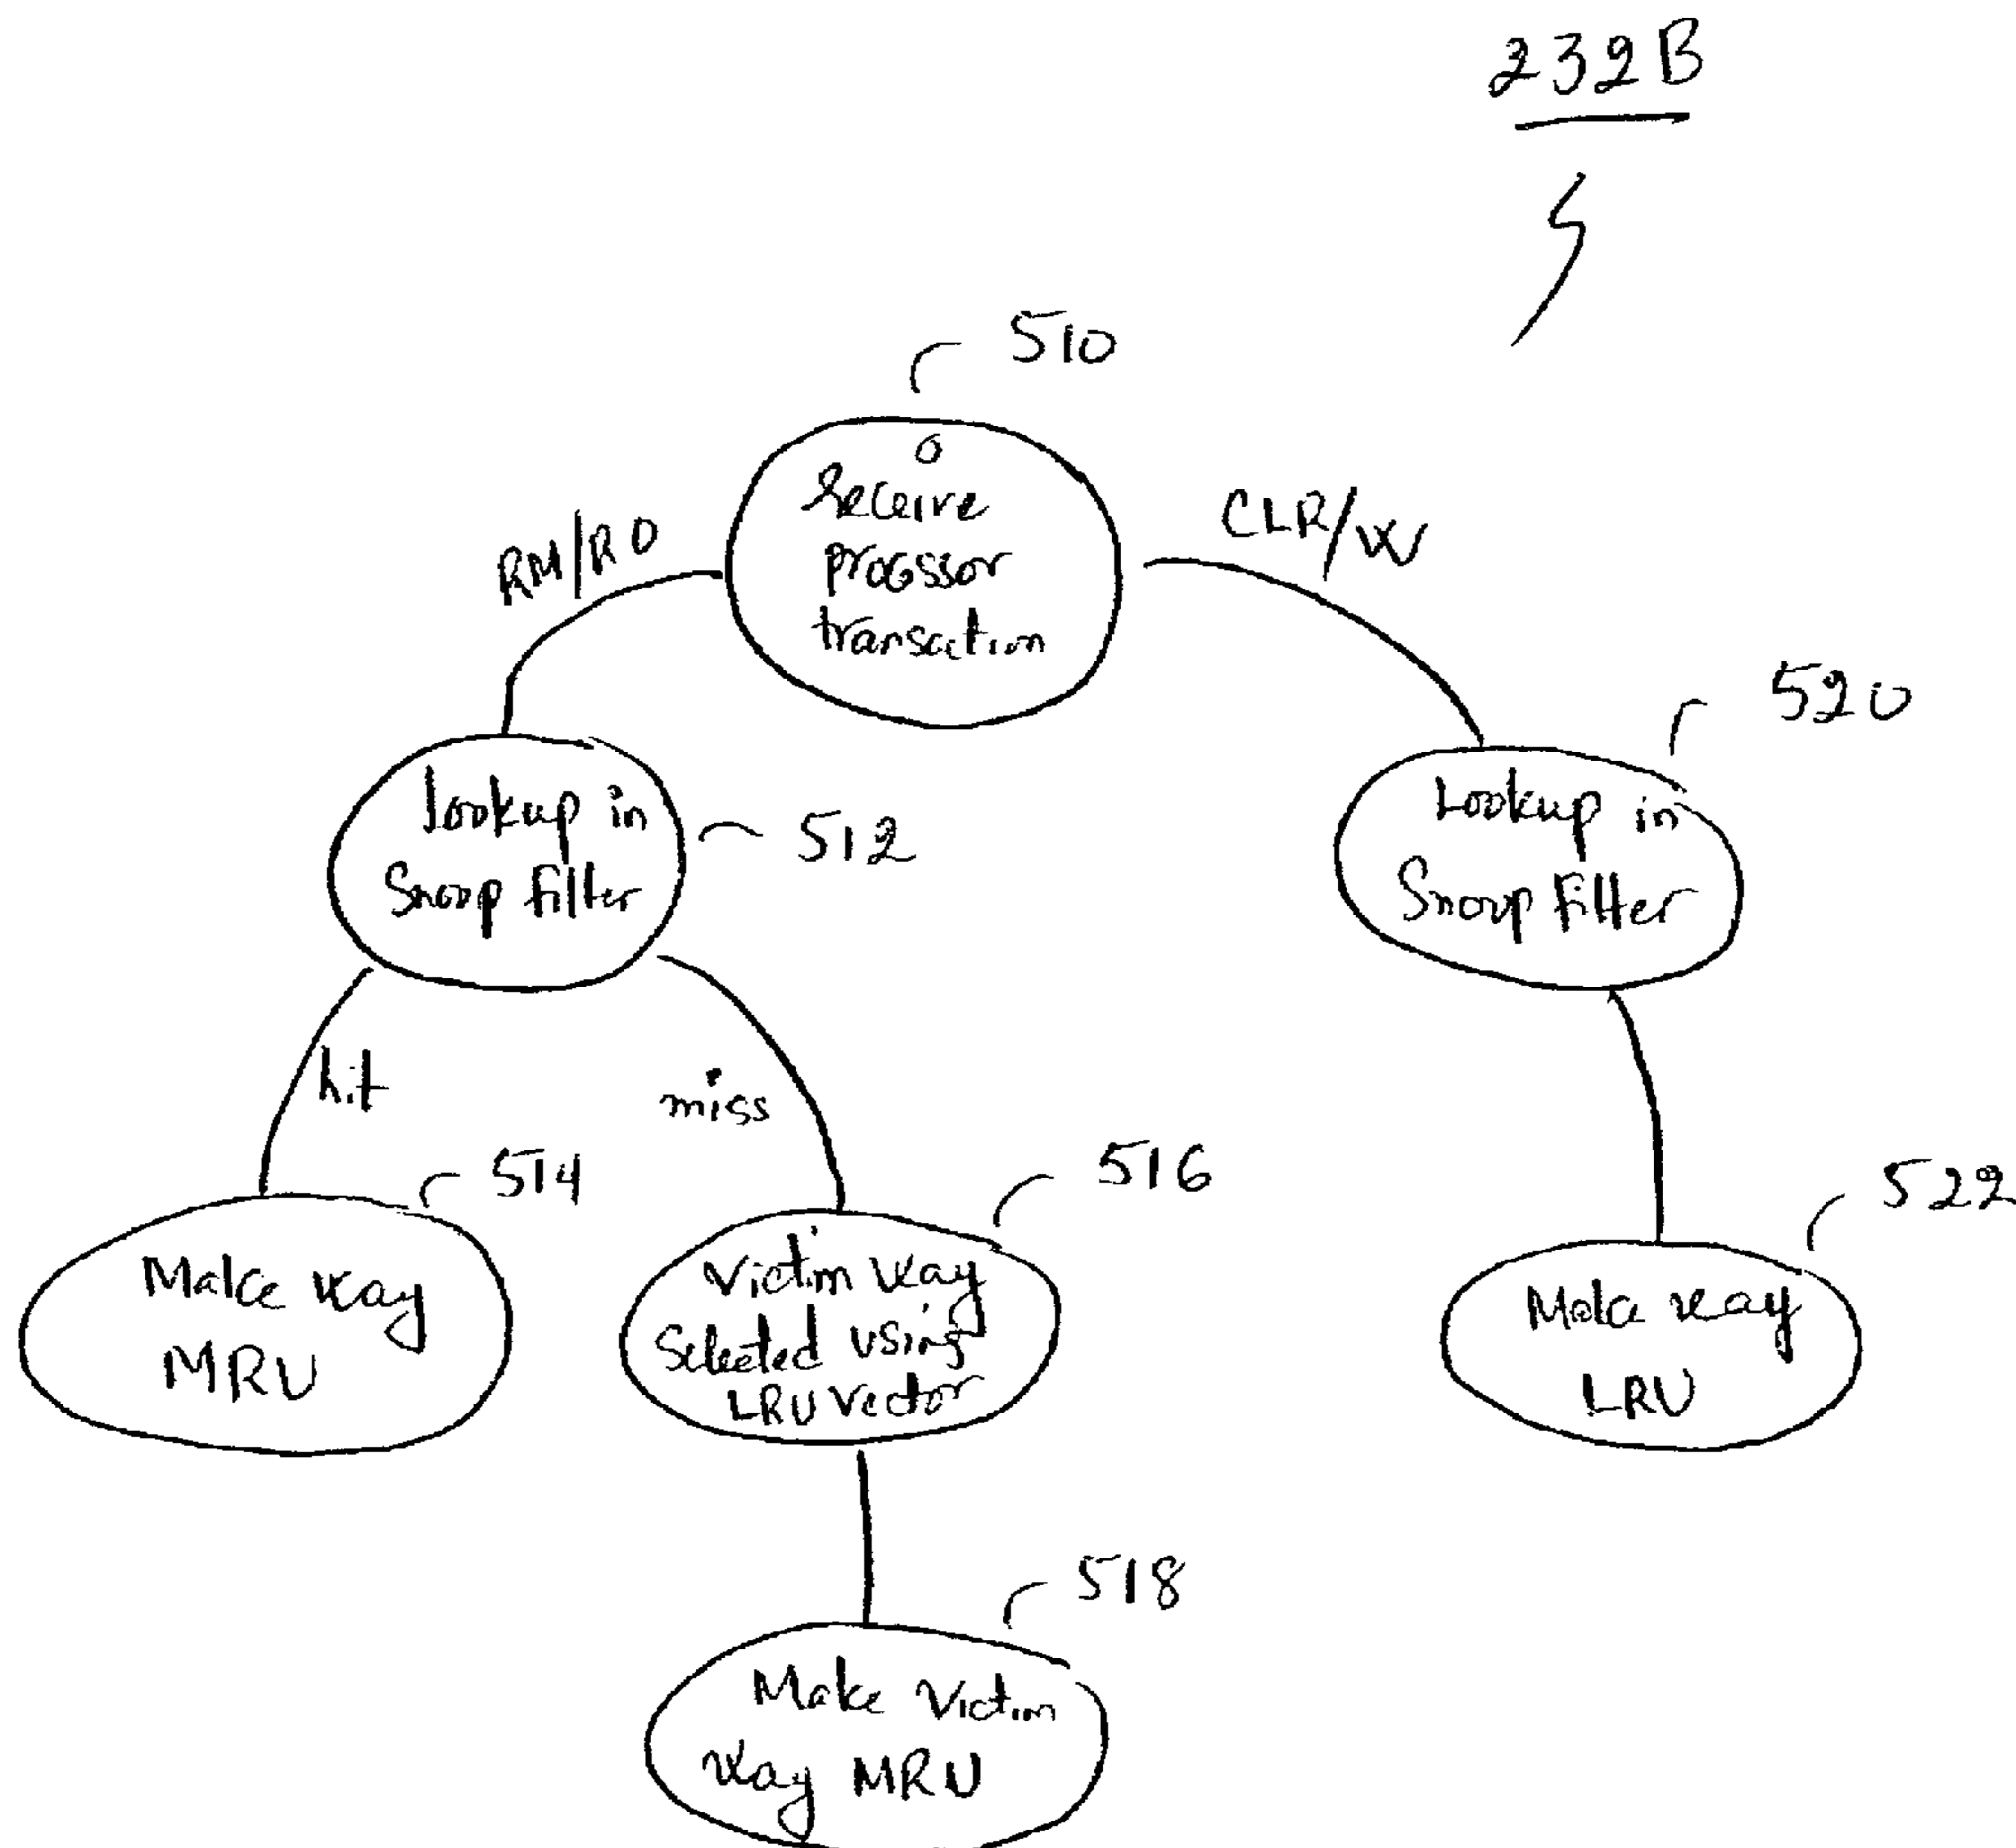 232B
510
Receive
processor
transaction
RM/RD
CLR/W
520
Lookup in
Snoop Filter
512
Lookup in
Snoop Filter
hit
miss
514
516
522
Make way
MRU
Victim way
Selected Using
LRU Vector
Make way
LRU
518
Make Victim
way MRU